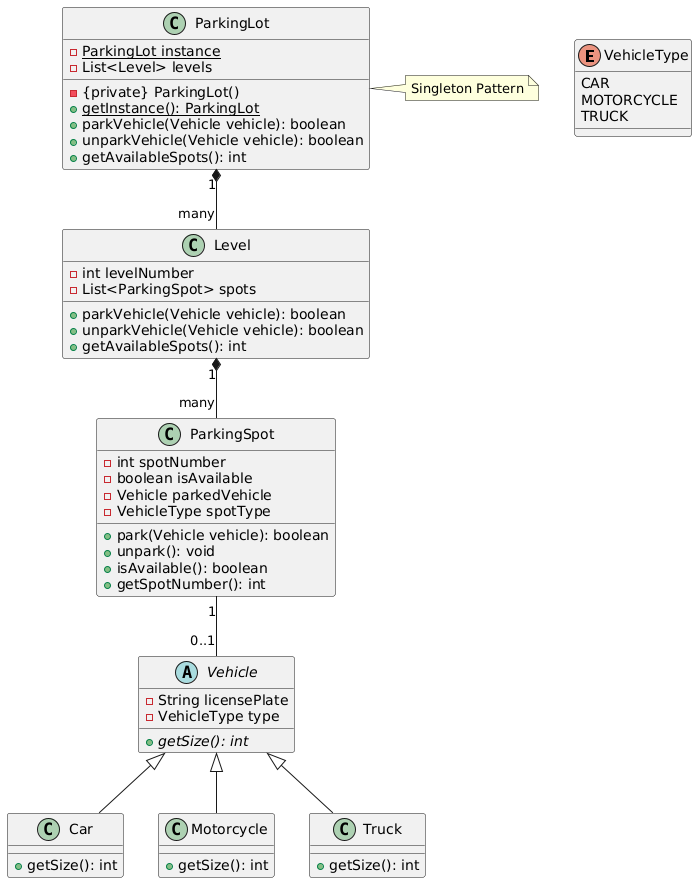 C ParkingLot
ParkingLot instance
List<Level> levels
{private} ParkingLot()
getInstance(): ParkingLot
parkVehicle(Vehicle vehicle): boolean
unparkVehicle(Vehicle vehicle): boolean
getAvailableSpots(): int
Singleton Pattern
E VehicleType
CAR
MOTORCYCLE
TRUCK
1
many
C Level
int levelNumber
List<ParkingSpot> spots
parkVehicle(Vehicle vehicle): boolean
unparkVehicle(Vehicle vehicle): boolean
getAvailableSpots(): int
1
many
C ParkingSpot
int spotNumber
boolean isAvailable
Vehicle parkedVehicle
VehicleType spotType
park(Vehicle vehicle): boolean
unpark(): void
isAvailable(): boolean
getSpotNumber(): int
1
0..1
A Vehicle
String licensePlate
VehicleType type
getSize(): int
C Car
getSize(): int
C Motorcycle
getSize(): int
C Truck
getSize(): int